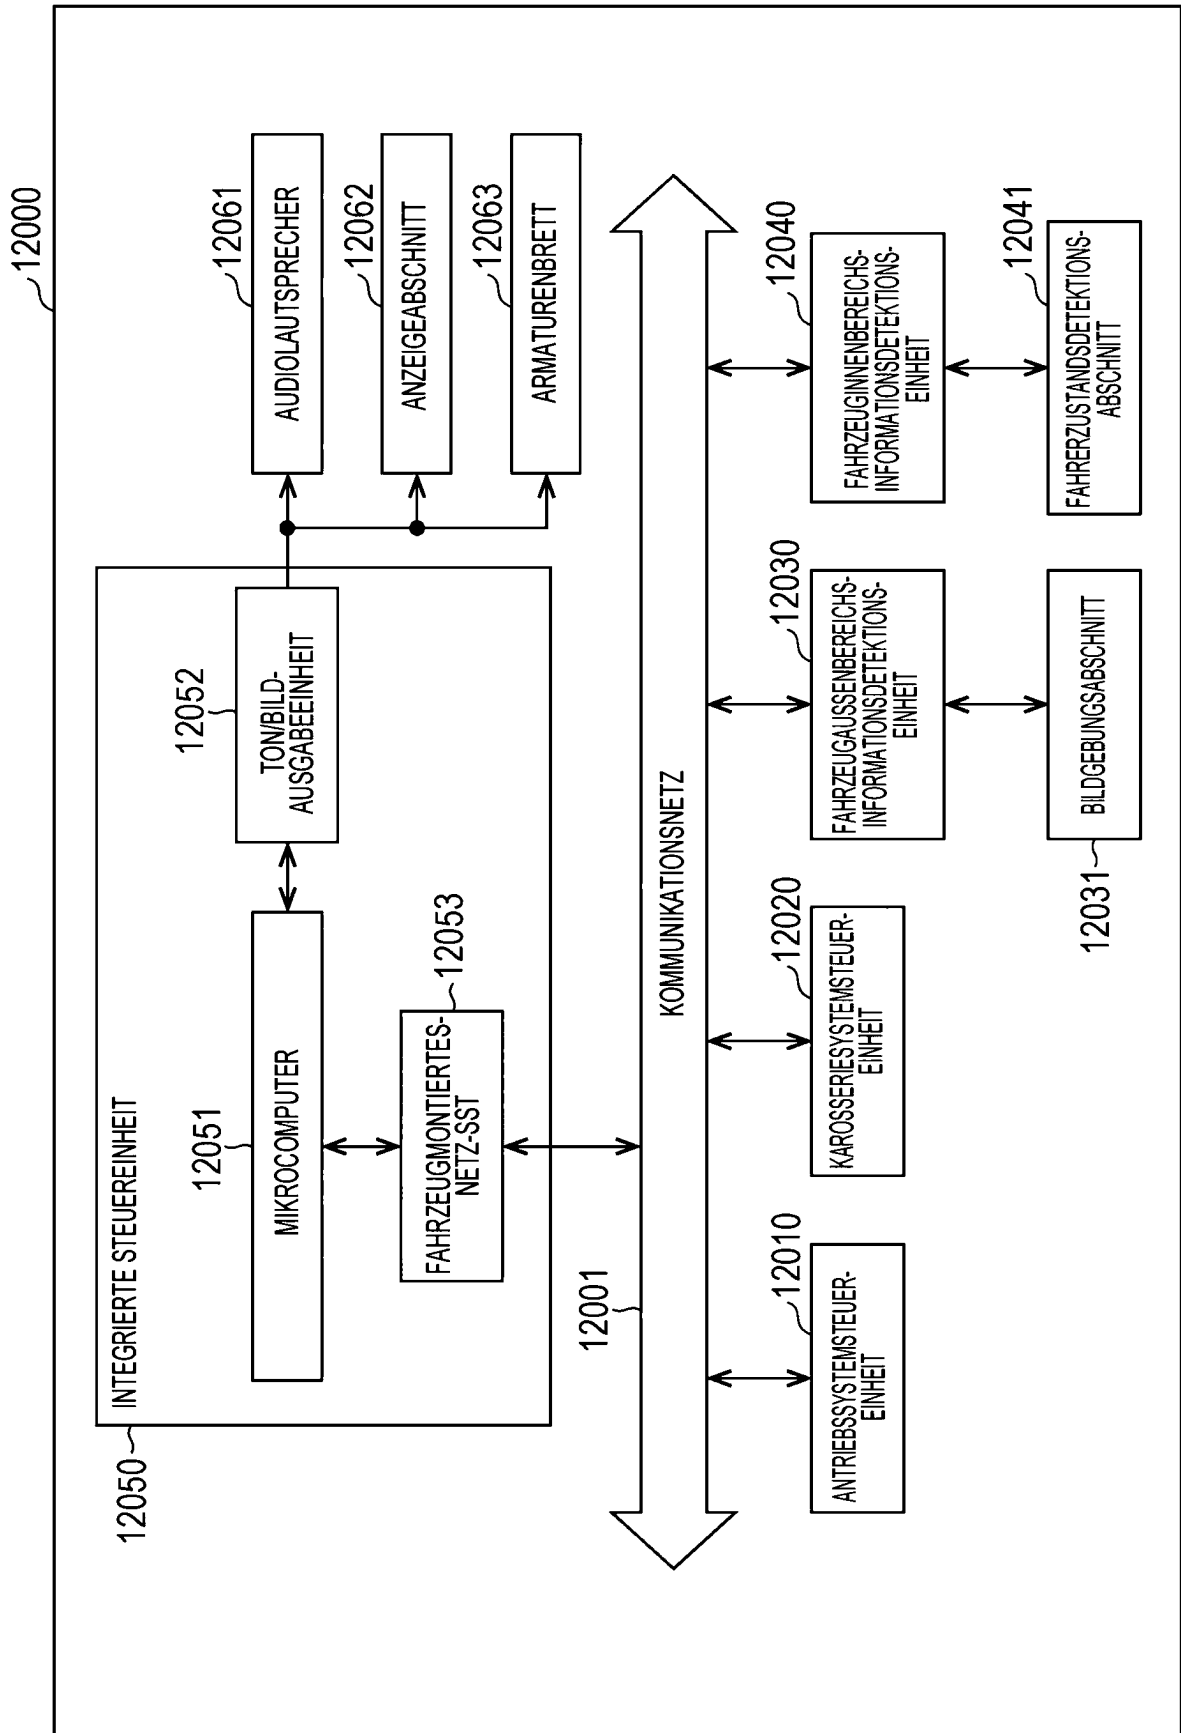 12000
12050
INTEGRIERTE STEUEREINHEIT
12051
MIKROCOMPUTER
12052
TON/BILD-
AUSGABEEINHEIT
12053
FAHRZEUGMONTIERTES-
NETZ-SST
12061
AUDIOLAUTSPRECHER
12062
ANZEIGEABSCHNITT
12063
ARMATURENBRETT
12001
KOMMUNIKATIONSNETZ
12010
ANTRIEBSSYSTEMSTEUER-
EINHEIT
12020
KAROSSERIESYSTEMSTEUER-
EINHEIT
12030
FAHRZEUGAUSSENBEREICHS-
INFORMATIONSDETEKTIONS-
EINHEIT
12040
FAHRZEUGINNENBEREICHS-
INFORMATIONSDETEKTIONS-
EINHEIT
12031
BILDGEBUNGSABSCHNITT
12041
FAHRERZUSTANDSDETEKTIONS-
ABSCHNITT